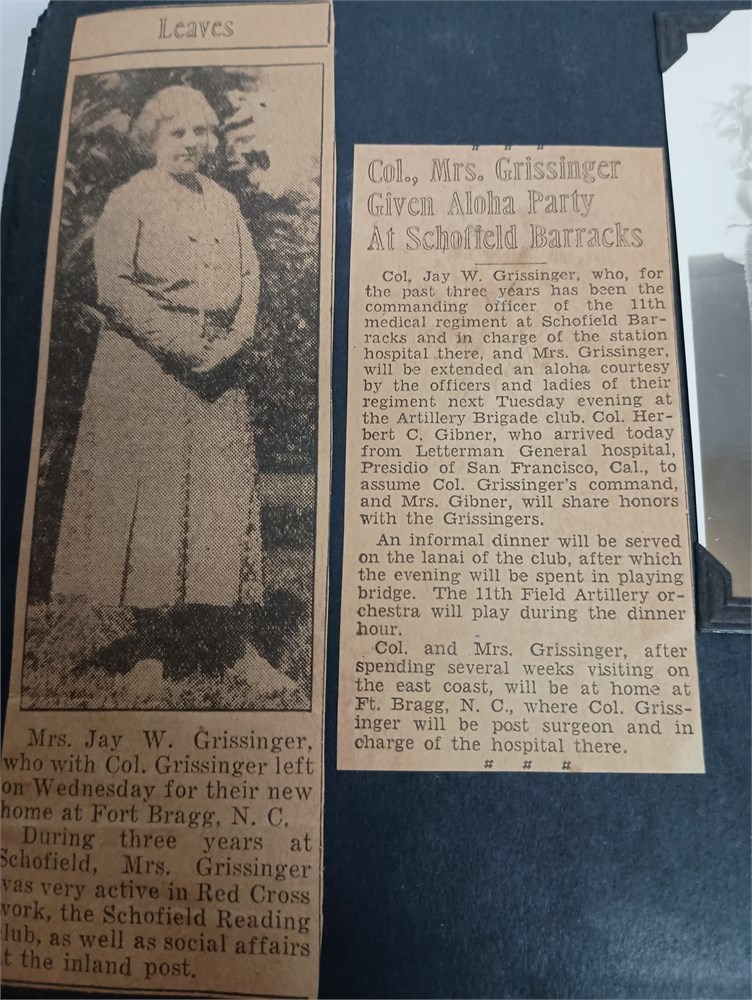 Leaves
Mrs. Jay W. Grissinger,
who with Col. Grissinger left
on Wednesday for their new
home at Fort Bragg, N. C.
During three years at
Schofield, Mrs. Grissinger
was very active in Red Cross
work, the Schofield Reading
lub, as well as social affairs
t the inland post.
# # #
Col., Mrs. Grissinger
Given Aloha Party
At Schofield Barracks
Col. Jay W. Grissinger, who, for
the past three years has been the
commanding officer of the 11th
medical regiment at Schofield Bar-
racks and in charge of the station
hospital there, and Mrs. Grissinger,
will be extended an aloha courtesy
by the officers and ladies of their
regiment next Tuesday evening at
the Artillery Brigade club. Col. Her-
bert C. Gibner, who arrived today
from Letterman General hospital,
Presidio of San Francisco, Cal., to
assume Col. Grissinger's command,
and Mrs. Gibner, will share honors
with the Grissingers.
An informal dinner will be served
on the lanai of the club, after which
the evening will be spent in playing
bridge. The 11th Field Artillery or-
chestra will play during the dinner
hour.
Col. and Mrs. Grissinger, after
spending several weeks visiting on
the east coast, will be at home at
Ft. Bragg, N. C., where Col. Griss-
inger will be post surgeon and in
charge of the hospital there.
# # #